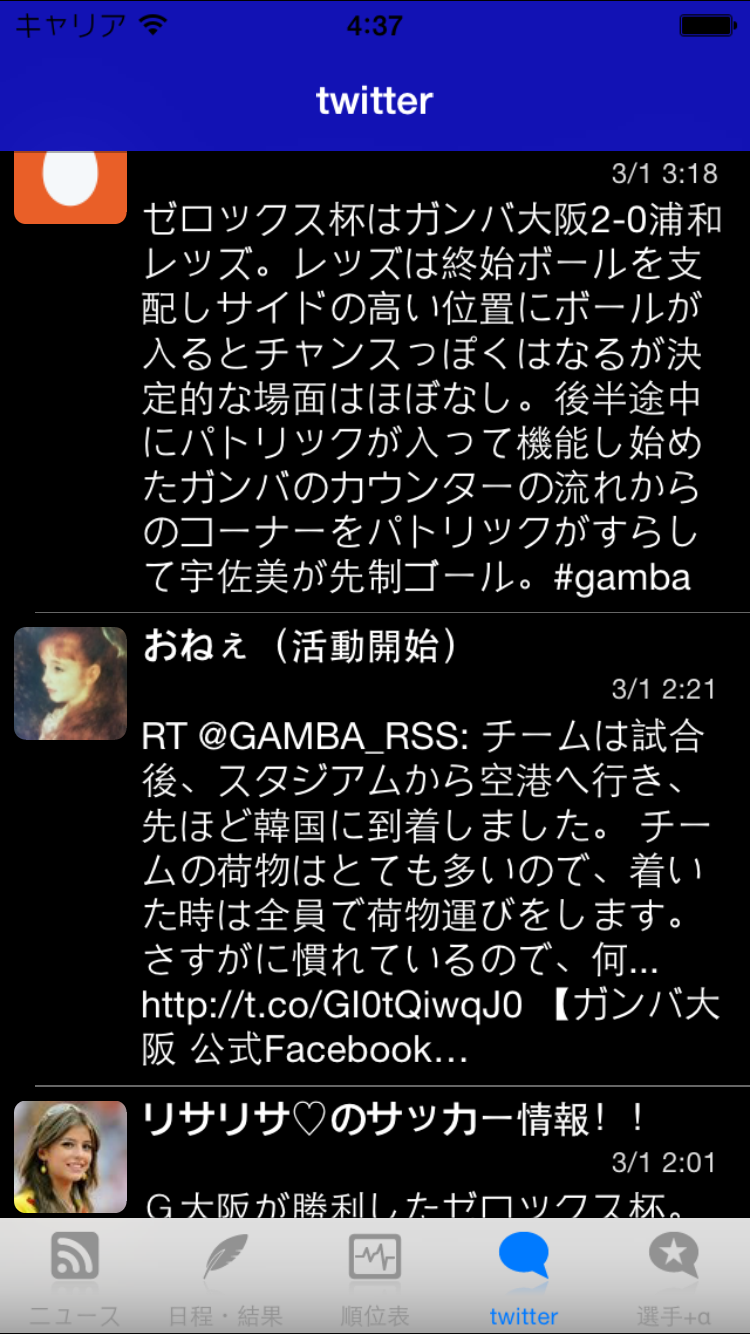 キャリア 4:37
twitter
3/1 3:18
ゼロックス杯はガンバ大阪2-0浦和
レッズ。レッズは終始ボールを支
配しサイドの高い位置にボールが
入るとチャンスっぽくはなるが決
定的な場面はほぼなし。後半途中
にパトリックが入って機能し始め
たガンバのカウンターの流れから
のコーナーをパトリックがすらし
て宇佐美が先制ゴール。#gamba
おねぇ（活動開始）
3/1 2:21
RT @GAMBA_RSS: チームは試合
後、スタジアムから空港へ行き、
先ほど韓国に到着しました。 チー
ムの荷物はとても多いので、着い
た時は全員で荷物運びをします。
さすがに慣れているので、何...
http://t.co/GI0tQiwqJ0 【ガンバ大
阪 公式Facebook…
リサリサ♡のサッカー情報！！
3/1 2:01
Ｇ大阪が勝利したゼロックス杯。
ニュース 日程・結果 順位表 twitter 選手+α